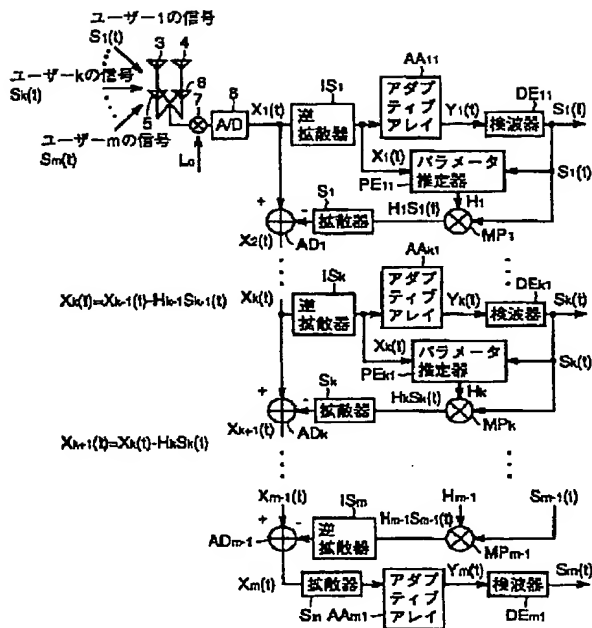 ユーザー1の信号
S1(t)
3 4
ユーザーkの信号
Sk(t)
5 7 6
ユーザーmの信号
Sm(t)
8
A/D
Lo
X1(t)
IS1
逆
拡散器
AA11
アダプ
ティブ
アレイ
Y1(t)
DE11
検波器
S1(t)
X1(t)
パラメータ
推定器
PE11
S1(t)
H1
S1
拡散器
H1S1(t)
MP1
+ -
AD1
X2(t)
Xk(t)=Xk-1(t)-Hk-1Sk-1(t)
Xk(t)
ISk
逆
拡散器
AAk1
アダプ
ティブ
アレイ
Yk(t)
DEk1
検波器
Sk(t)
Xk(t)
パラメータ
推定器
PEk1
Sk(t)
Hk
Sk
拡散器
HkSk(t)
MPk
+ -
ADk
Xk+1(t)
Xk+1(t)=Xk(t)-HkSk(t)
Xm-1(t)
ISm
逆
拡散器
Hm-1Sm-1(t)
Hm-1
Sm-1(t)
MPm-1
+ -
ADm-1
Xm(t)
拡散器
Sm
AAm1
アダプ
ティブ
アレイ
Ym(t)
検波器
DEm1
Sm(t)